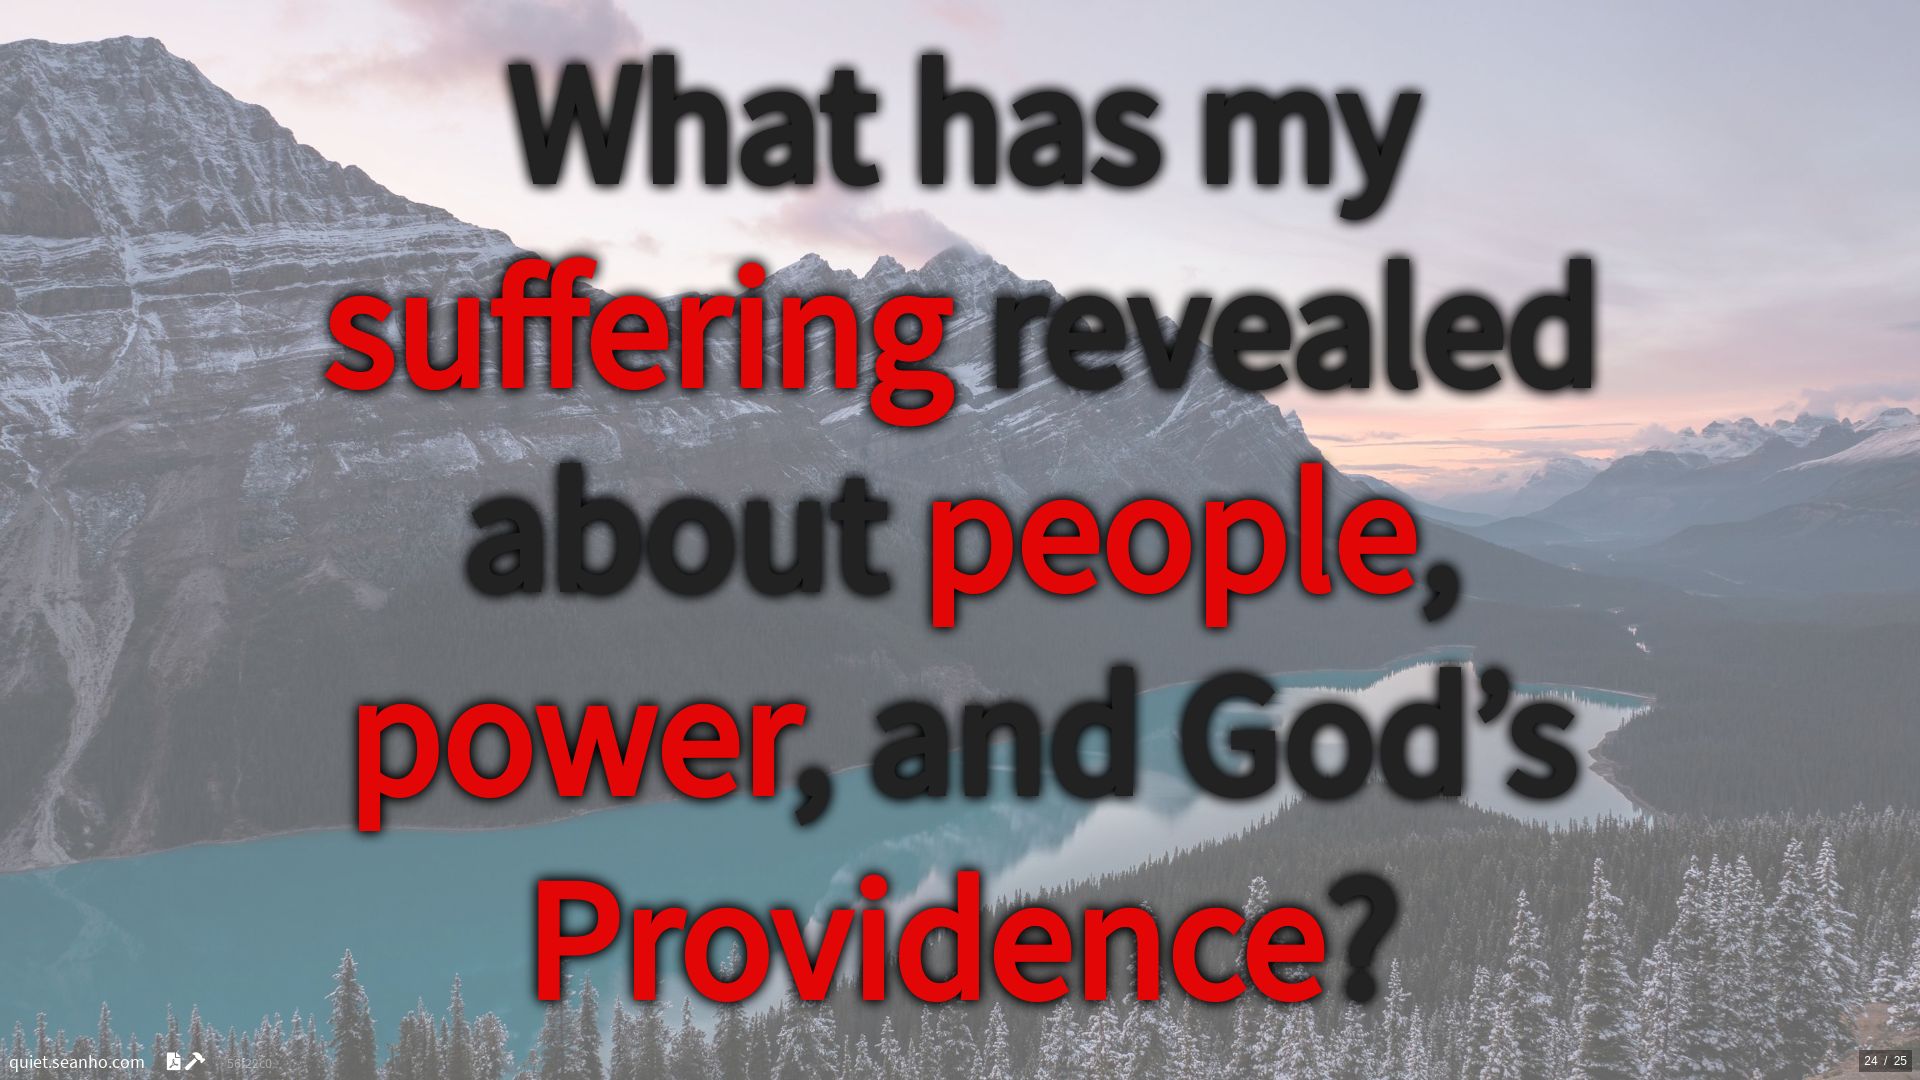 What has my
suffering revealed
about people,
power, and God’s
Providence?
quiet.seanho.com
24 / 25